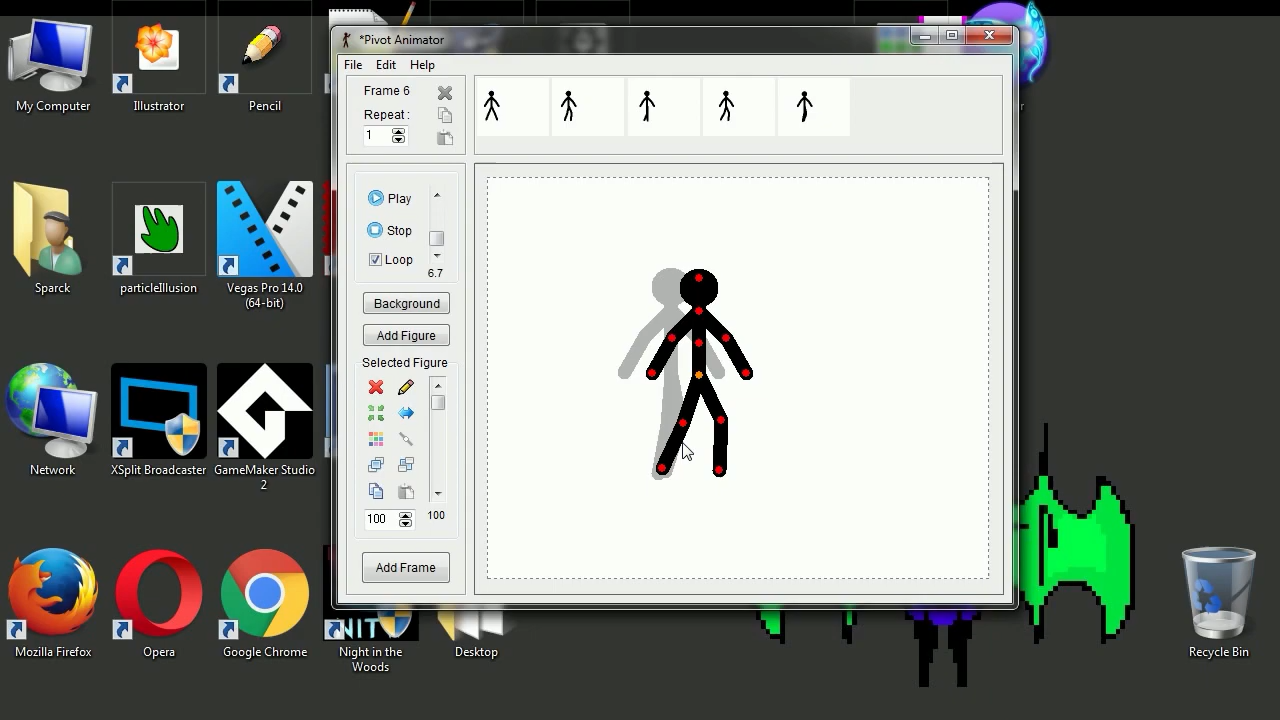 *Pivot Animator
File Edit Help
Frame 6
Repeat :
1
Play
Stop
Loop
6.7
Background
Add Figure
Selected Figure
100
100
Add Frame
My Computer
Illustrator
Pencil
Sparck
particleIllusion
Vegas Pro 14.0
(64-bit)
Network
XSplit Broadcaster
GameMaker Studio
2
Mozilla Firefox
Opera
Google Chrome
NIT
Night in the
Woods
Desktop
Recycle Bin